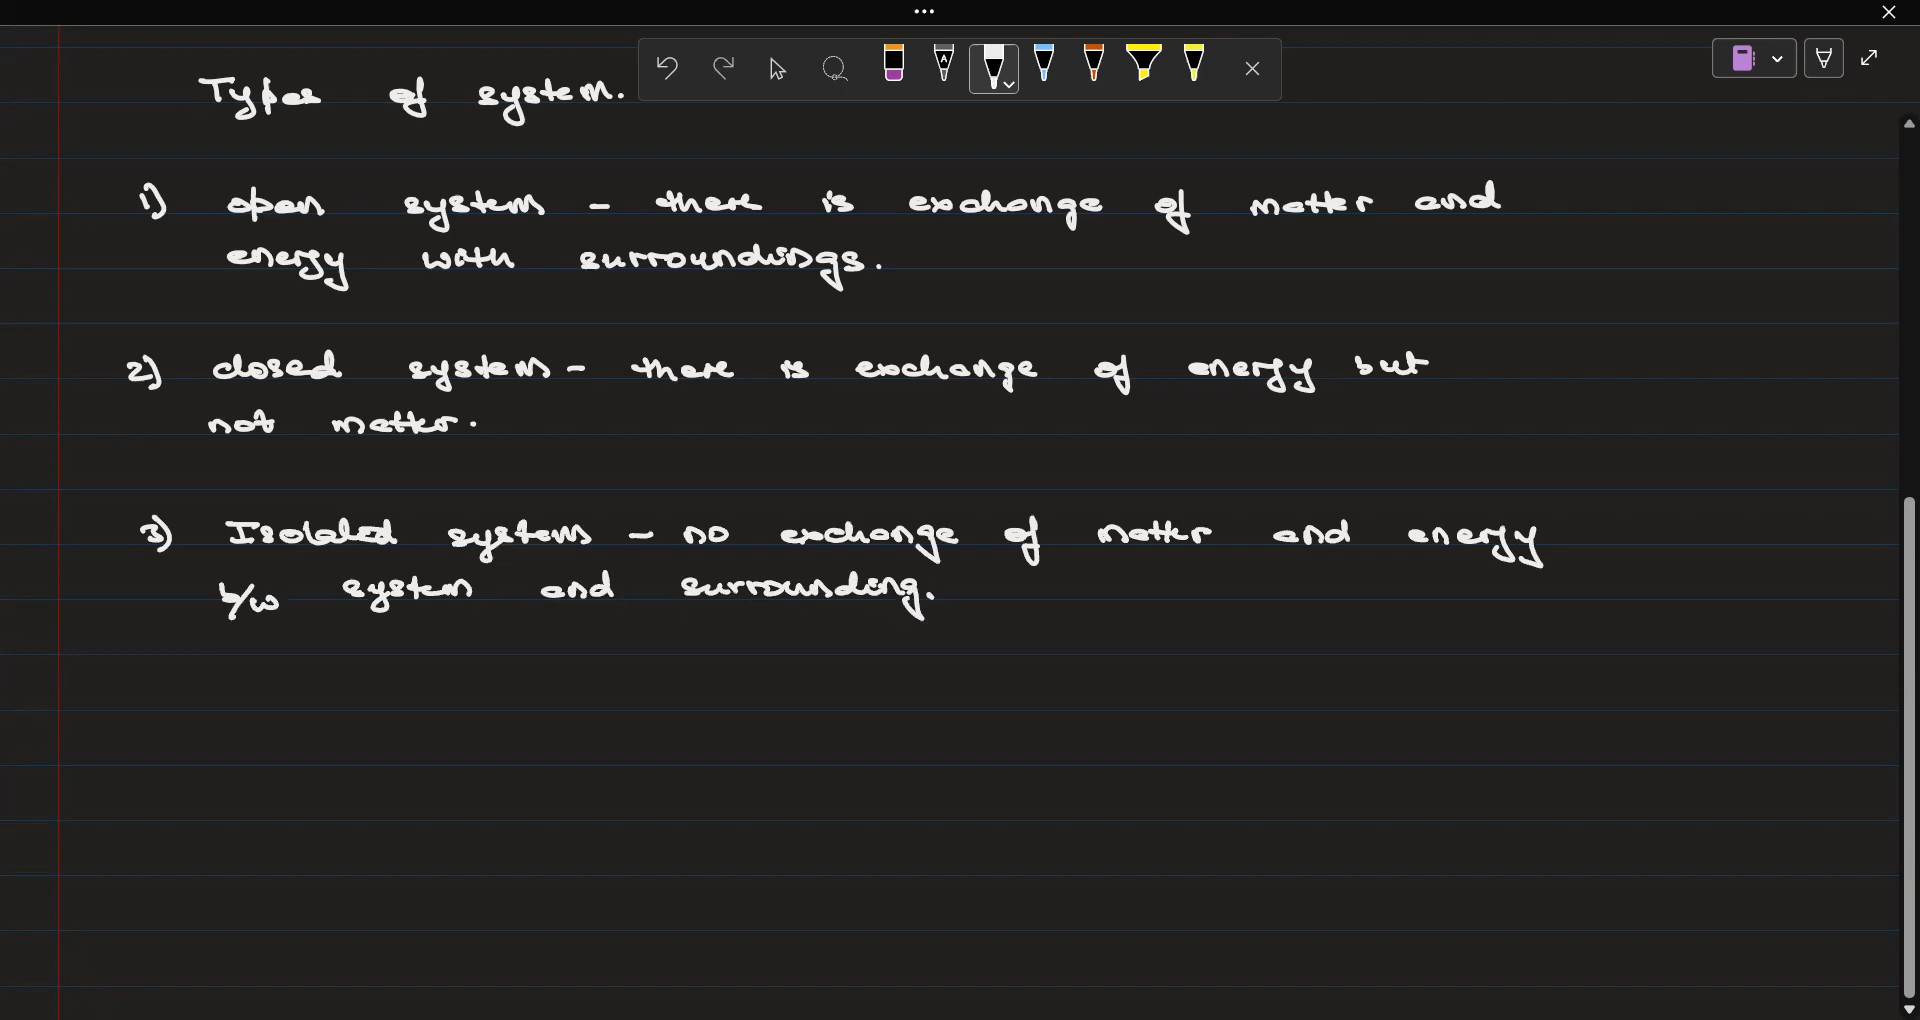 Types of system.
1) open system - there is exchange of matter and
energy with surroundings.
2) closed system - there is exchange of energy but
not matter.
3) Isolated system - no exchange of matter and energy
b/w system and surrounding.